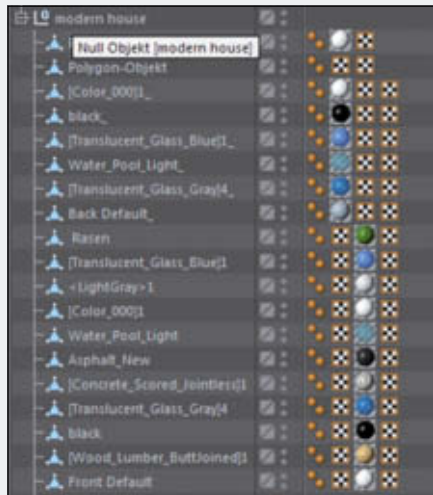 modern house
Null Objekt [modern house]
Polygon-Objekt
[Color_000]1_
black_
[Translucent_Glass_Blue]1_
Water_Pool_Light_
[Translucent_Glass_Gray]4_
Back Default_
Rasen
[Translucent_Glass_Blue]1
<LightGray>1
[Color_000]1
Water_Pool_Light
Asphalt_New
[Concrete_Scored_Jointless]1
[Translucent_Glass_Gray]4
black
[Wood_Lumber_ButtJoined]1
Front Default